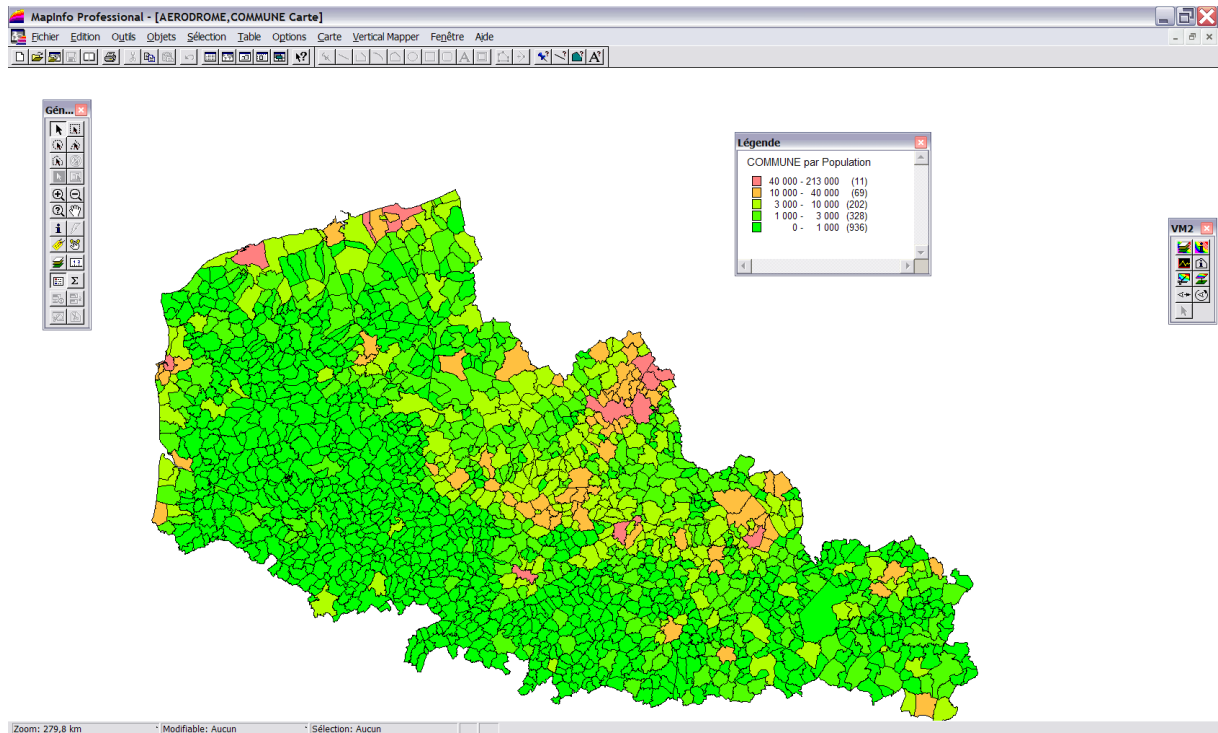 MapInfo Professional - [AERODROME,COMMUNE Carte]
Fichier Edition Outils Objets Sélection Table Options Carte Vertical Mapper Fenêtre Aide
Gén...
Légende
COMMUNE par Population
40 000 - 213 000 (11)
10 000 - 40 000 (69)
3 000 - 10 000 (202)
1 000 - 3 000 (328)
0 - 1 000 (936)
VM2
Zoom: 279,8 km Modifiable: Aucun Sélection: Aucun